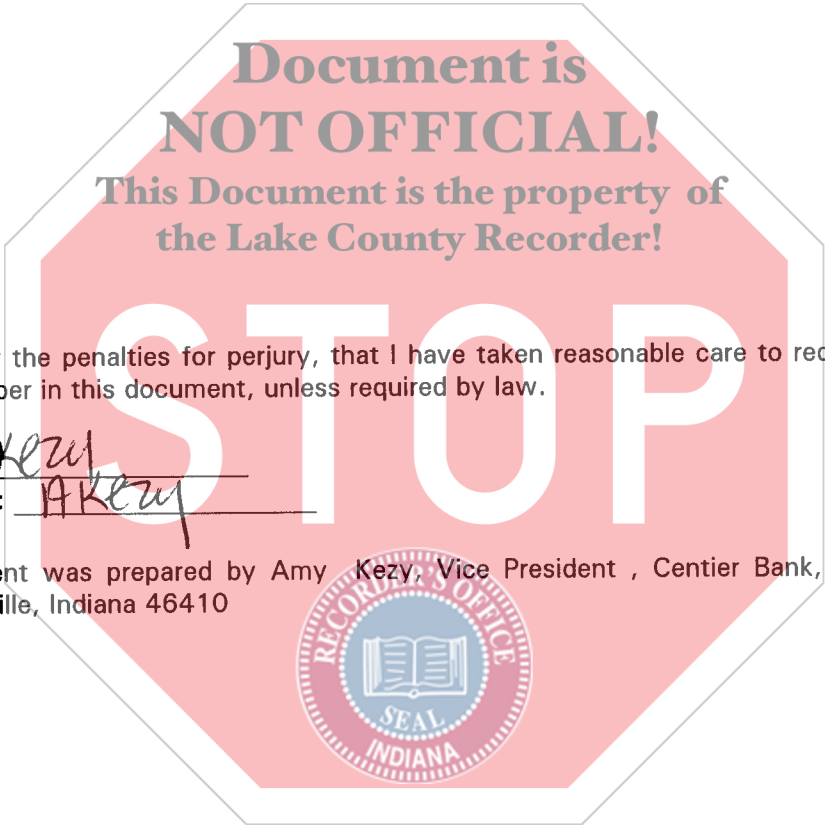 Document is
NOT OFFICIAL!
This Document is the property of
the Lake County Recorder!
STOP
the penalties for perjury, that I have taken reasonable care to red
ber in this document, unless required by law.
Kezy
: A Kezy
ent was prepared by Amy Kezy, Vice President , Centier Bank,
ille, Indiana 46410
RECORDER'S OFFICE
SEAL
INDIANA